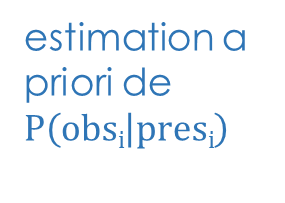 estimation a
priori de
P(obsᵢ|presᵢ)